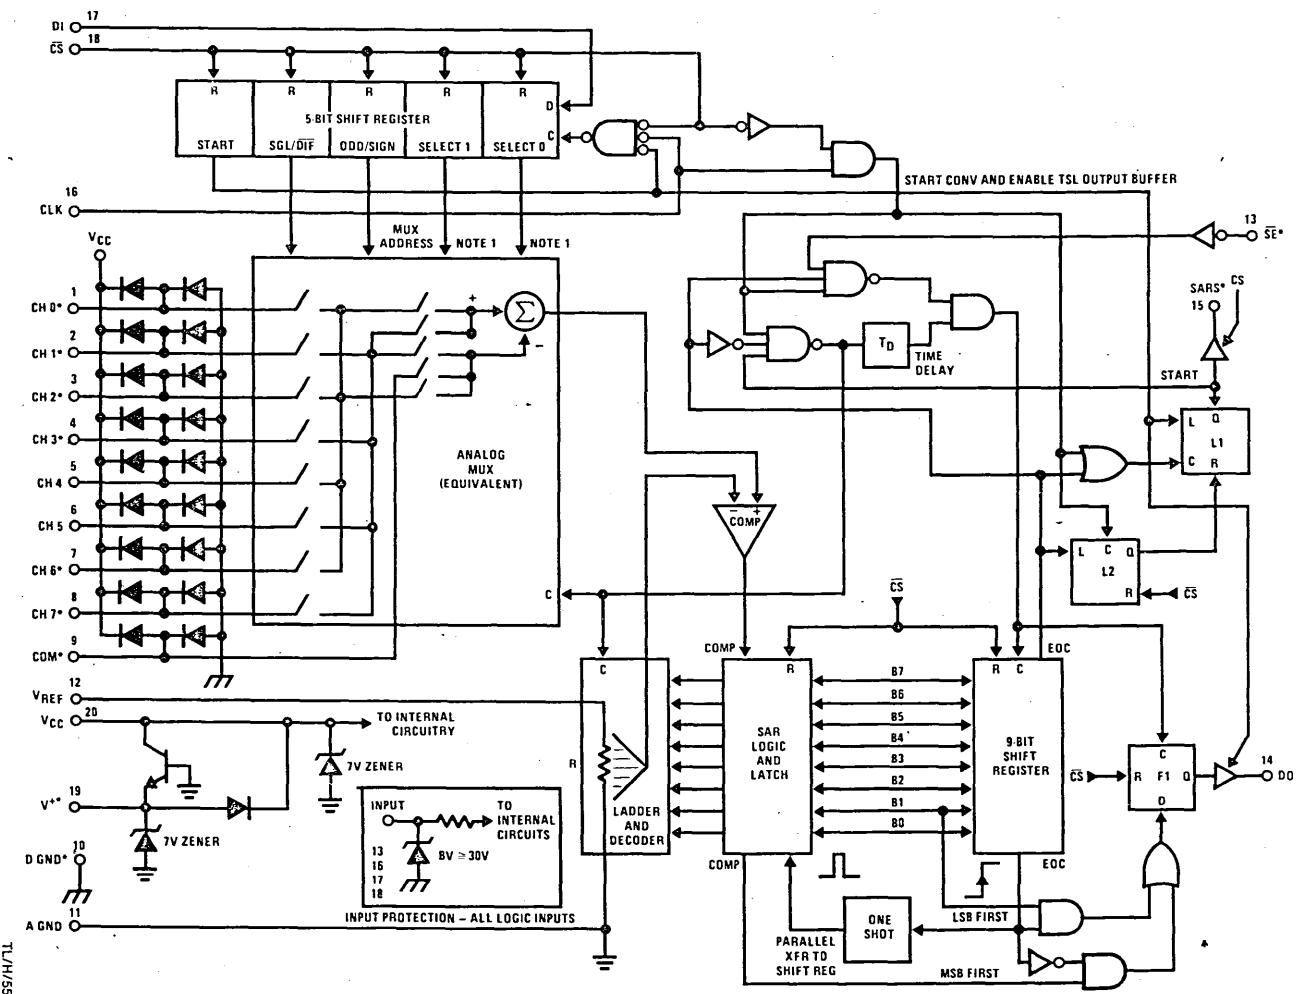 17
DI
CS
18
R R R R R
5-BIT SHIFT REGISTER
D
C
START SGL/DIF ODD/SIGN SELECT 1 SELECT 0
16
CLK
START CONV AND ENABLE TSL OUTPUT BUFFER
MUX
ADDRESS
NOTE 1
NOTE 1
13
SE*
VCC
SARS*
CS
15
1
CH 0*
2
CH 1*
3
CH 2*
4
CH 3*
5
CH 4
6
CH 5
7
CH 6*
8
CH 7*
9
COM*
+
Σ
−
ANALOG
MUX
(EQUIVALENT)
C
TD
TIME
DELAY
START
L Q
L1
C R
− +
COMP
L C Q
L2
R
CS
CS
COMP
R
R C
EOC
12
VREF
20
VCC
TO INTERNAL
CIRCUITRY
7V ZENER
19
V+*
7V ZENER
10
D GND*
11
A GND
INPUT
TO
INTERNAL
CIRCUITS
13
16
17
18
BV ≥ 30V
INPUT PROTECTION – ALL LOGIC INPUTS
C
R
LADDER
AND
DECODER
SAR
LOGIC
AND
LATCH
B7
B6
B5
B4
B3
B2
B1
B0
9-BIT
SHIFT
REGISTER
COMP
EOC
CS
C
R F1 Q
D
14
DO
ONE
SHOT
PARALLEL
XFR TO
SHIFT REG
LSB FIRST
MSB FIRST
TL/H/55